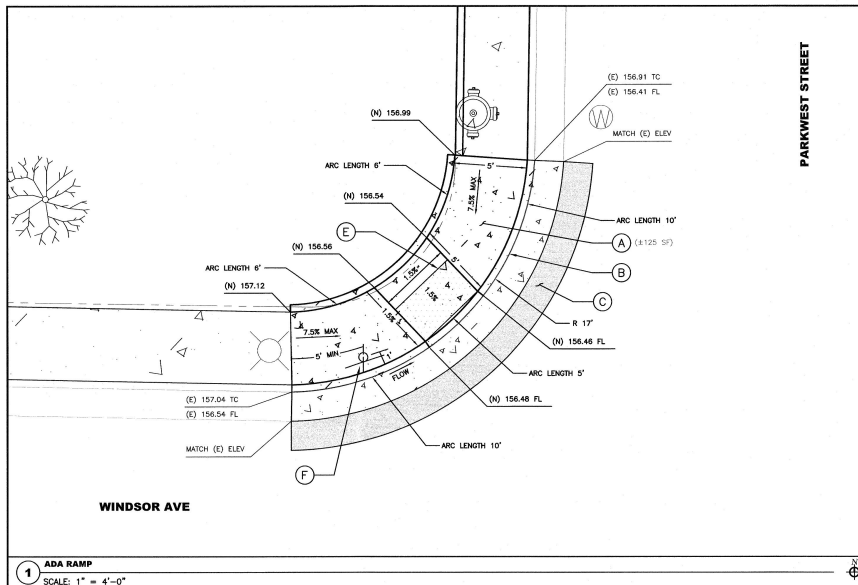 PARKWEST STREET
(E) 156.91 TC
(E) 156.41 FL
W
(N) 156.99
MATCH (E) ELEV
ARC LENGTH 6'
5'
(N) 156.54
7.5% MAX
ARC LENGTH 10'
E
A (±125 SF)
(N) 156.56
5'
B
ARC LENGTH 6'
1.5%
1.5%
C
(N) 157.12
1.5%
R 17'
7.5% MAX
(N) 156.46 FL
5' MIN
1'
FLOW
ARC LENGTH 5'
(E) 157.04 TC
(E) 156.54 FL
(N) 156.48 FL
MATCH (E) ELEV
ARC LENGTH 10'
F
WINDSOR AVE
1 ADA RAMP
SCALE: 1" = 4'-0"
N